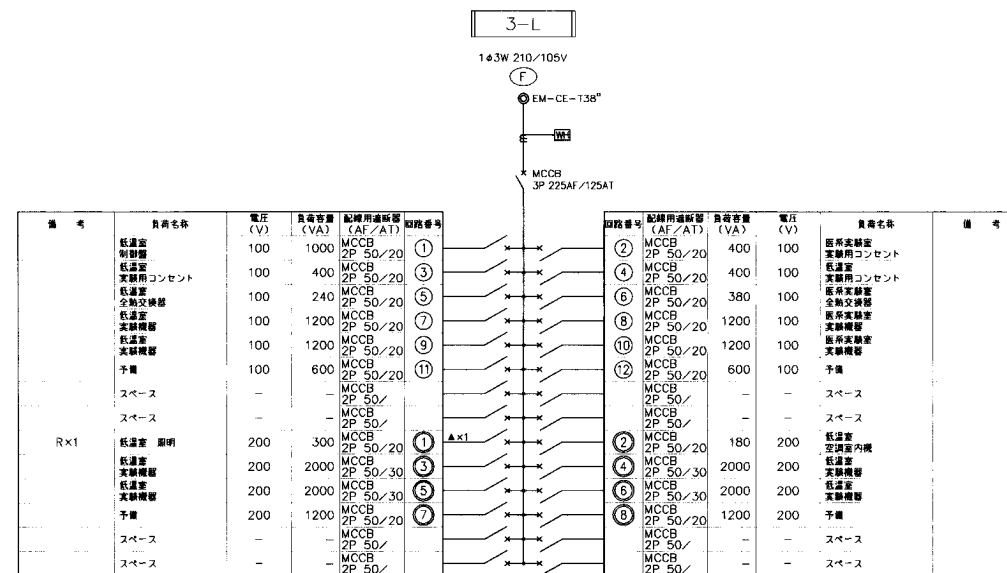 3-L
1φ3W 210/105V
F
EM-CE-T38□
WH
MCCB
3P 225AF/125AT
備 考 負荷名称 電圧(V) 負荷容量(VA) 配線用遮断器(AF/AT) 回路番号 回路番号 配線用遮断器(AF/AT) 負荷容量(VA) 電圧(V) 負荷名称 備 考
低温室 制御盤 100 1000 MCCB 2P 50/20 1 2 MCCB 2P 50/20 400 100 医系実験室 実験用コンセント
低温室 実験用コンセント 100 400 MCCB 2P 50/20 3 4 MCCB 2P 50/20 400 100 低温室 実験用コンセント
低温室 全熱交換器 100 240 MCCB 2P 50/20 5 6 MCCB 2P 50/20 380 100 医系実験室 全熱交換器
低温室 実験機器 100 1200 MCCB 2P 50/20 7 8 MCCB 2P 50/20 1200 100 医系実験室 実験機器
低温室 実験機器 100 1200 MCCB 2P 50/20 9 10 MCCB 2P 50/20 1200 100 医系実験室 実験機器
予備 100 600 MCCB 2P 50/20 11 12 MCCB 2P 50/20 600 100 予備
スペース - - MCCB 2P 50/ MCCB 2P 50/ - - スペース
スペース - - MCCB 2P 50/ MCCB 2P 50/ - - スペース
R×1 低温室 照明 200 300 MCCB 2P 50/20 1 ▲×1 2 MCCB 2P 50/20 180 200 低温室 空調室内機
低温室 実験機器 200 2000 MCCB 2P 50/30 3 4 MCCB 2P 50/30 2000 200 低温室 実験機器
低温室 実験機器 200 2000 MCCB 2P 50/30 5 6 MCCB 2P 50/30 2000 200 低温室 実験機器
予備 200 1200 MCCB 2P 50/20 7 8 MCCB 2P 50/20 1200 200 予備
スペース - - MCCB 2P 50/ MCCB 2P 50/ - - スペース
スペース - - MCCB 2P 50/ MCCB 2P 50/ - - スペース